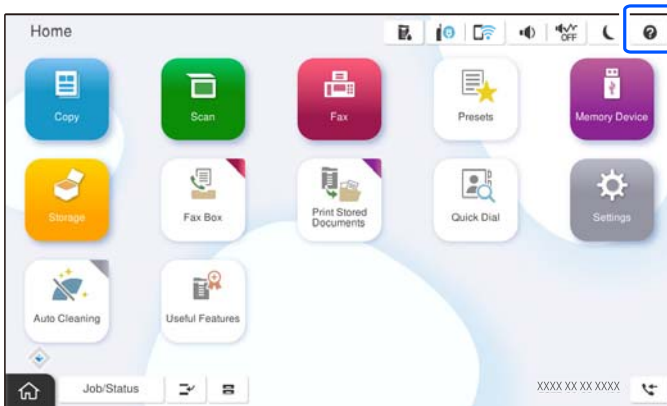 Home
OFF
Copy
Scan
Fax
Presets
Memory Device
Storage
Fax Box
Print Stored
Documents
Quick Dial
Settings
Auto Cleaning
Useful Features
Job/Status
XXXX XX XX XXXX